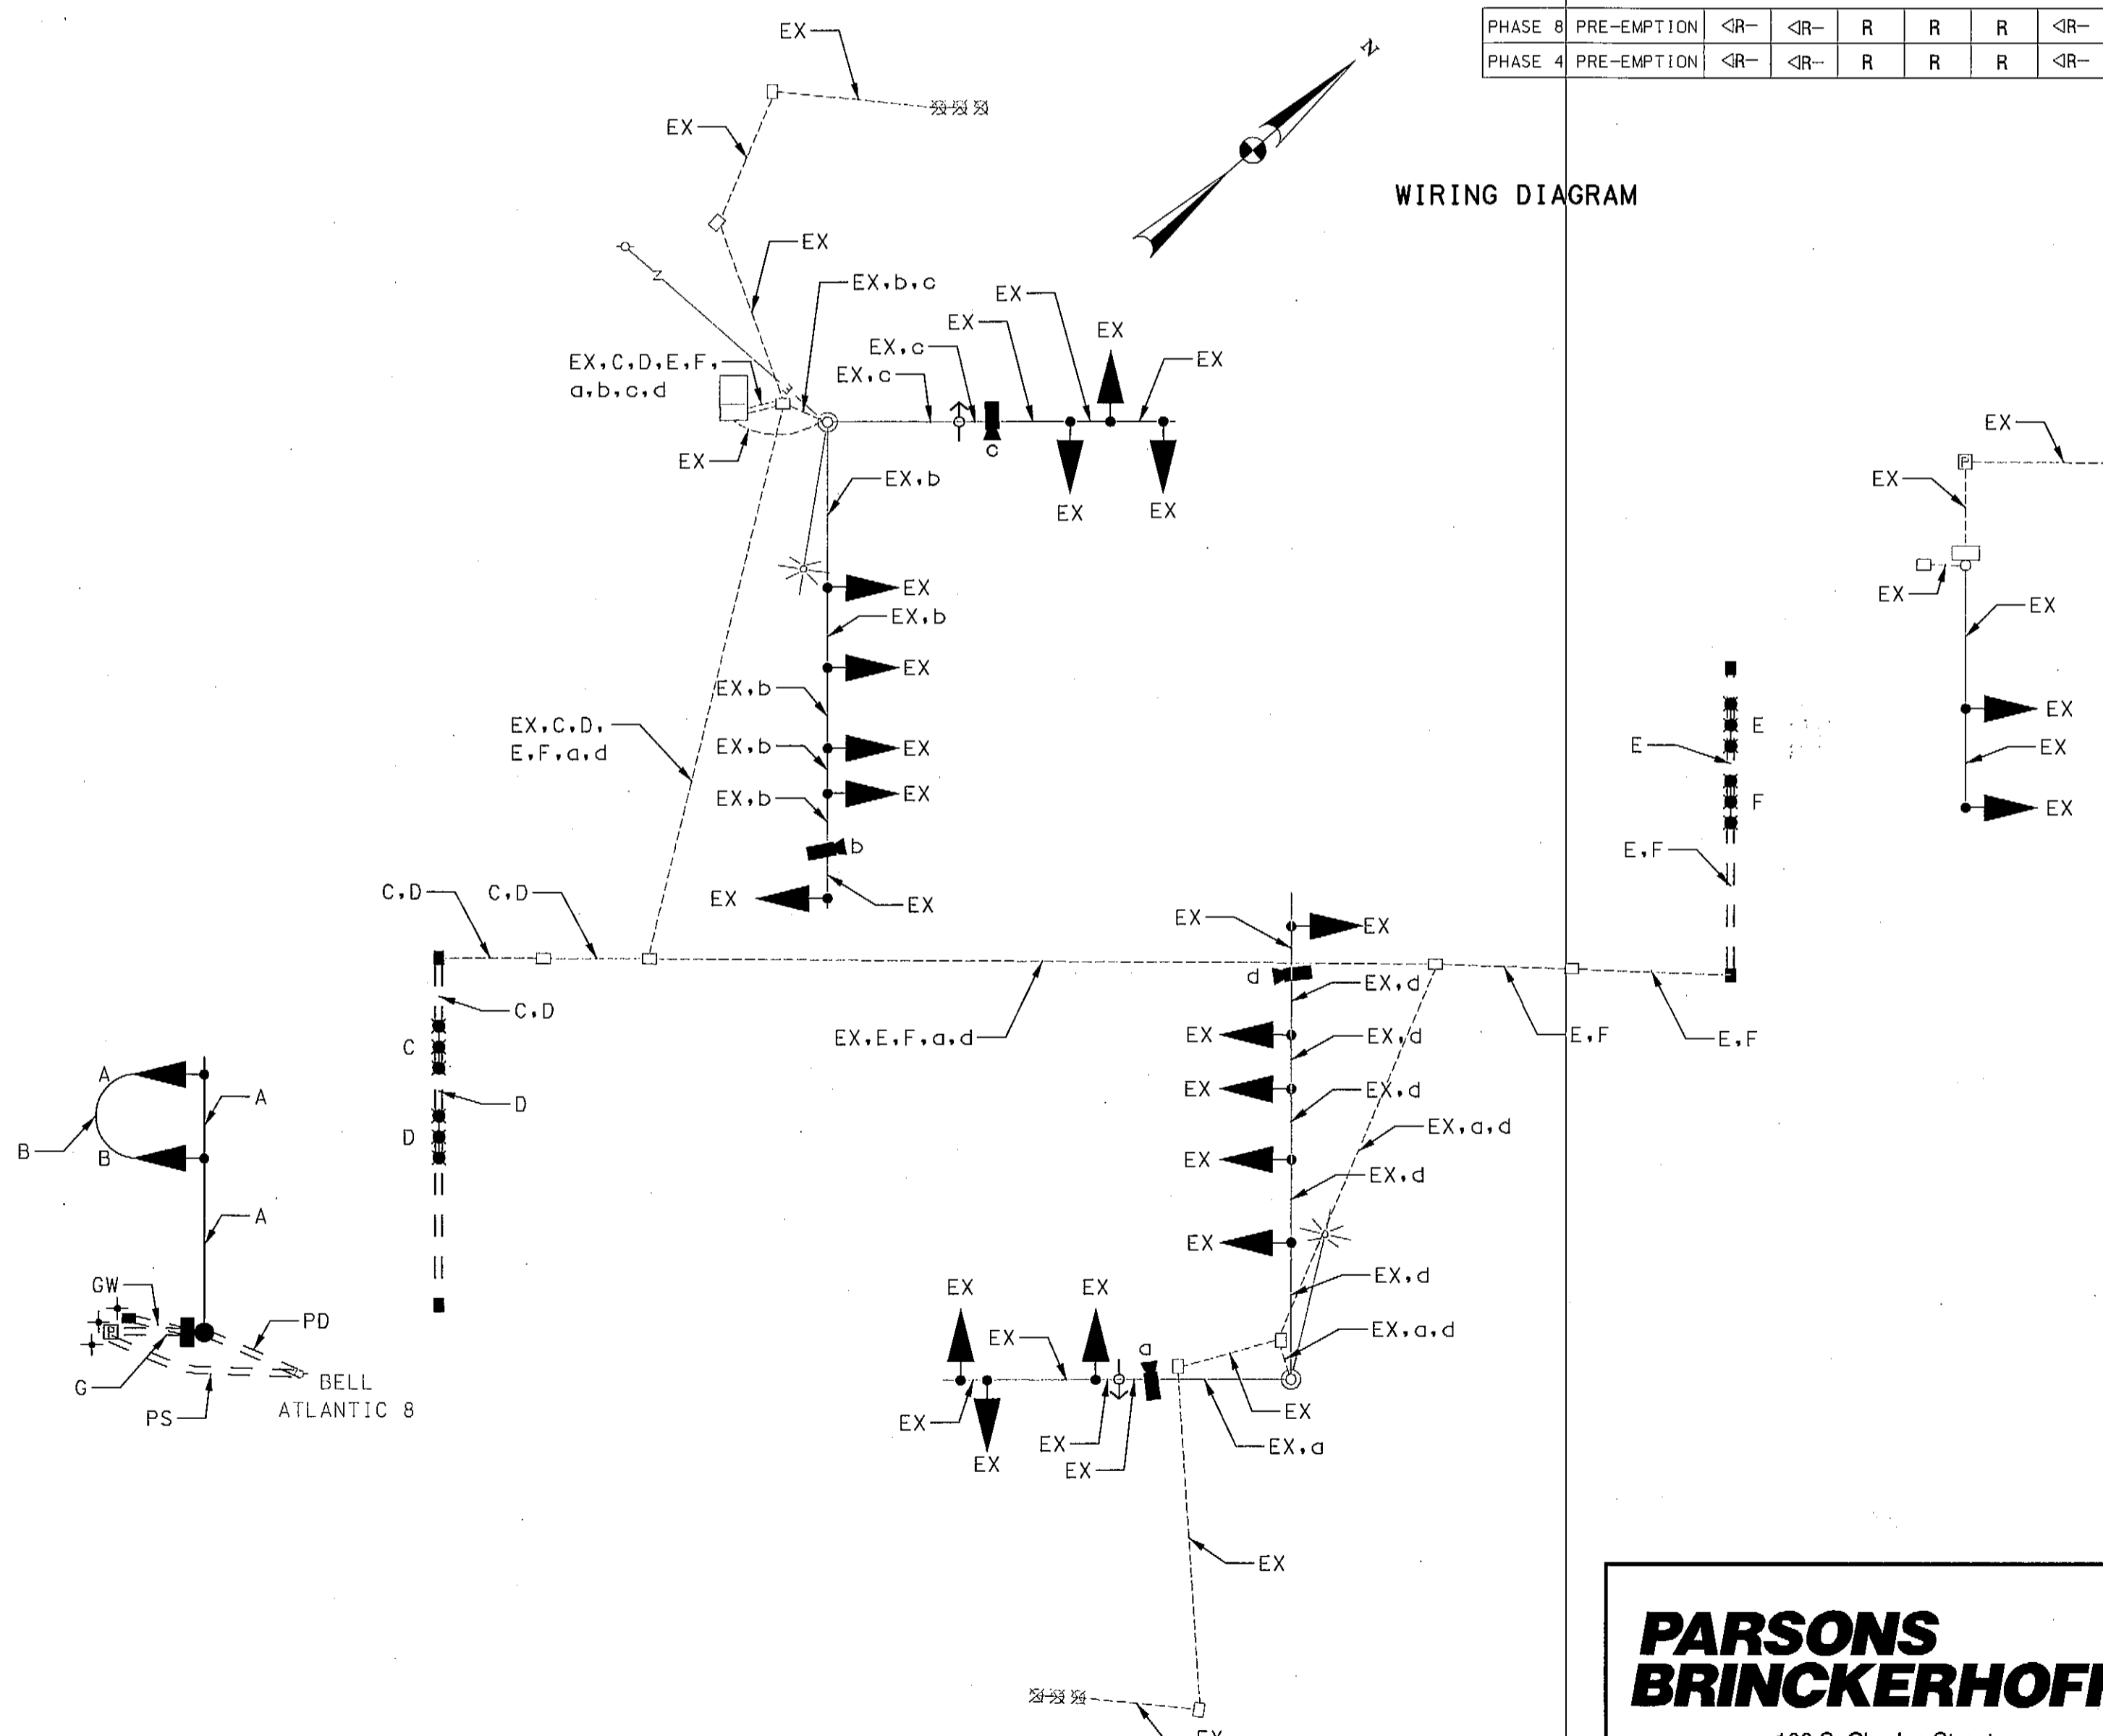 PHASE 8 PRE-EMPTION ◁R— ◁R— R R R ◁R—
PHASE 4 PRE-EMPTION ◁R— ◁R— R R R ◁R—
N
WIRING DIAGRAM
EX
EX
EX
EX,b,c
EX
EX
EX
EX,c
EX
EX,C,D,E,F,
a,b,c,d
EX,c
c
EX
EX
EX
EX,b
EX
EX,b
EX
EX,b
EX,C,D,
E,F,a,d
EX,b
EX
EX,b
EX
b
EX
EX
C,D
C,D
EX
EX
EX
EX
EX
EX
EX
EX
E
E
F
E,F
EX
EX
d
EX,d
C,D
EX,E,F,a,d
EX
EX,d
E,F
E,F
C
EX
EX,d
D
D
A
A
B
B
A
EX
EX,a,d
EX,d
EX
EX,d
EX,a,d
GW
P
PD
G
PS
BELL
ATLANTIC 8
EX
EX
EX
a
EX
EX
EX
EX
EX
EX,a
EX
PARSONS
BRINCKERHOFF